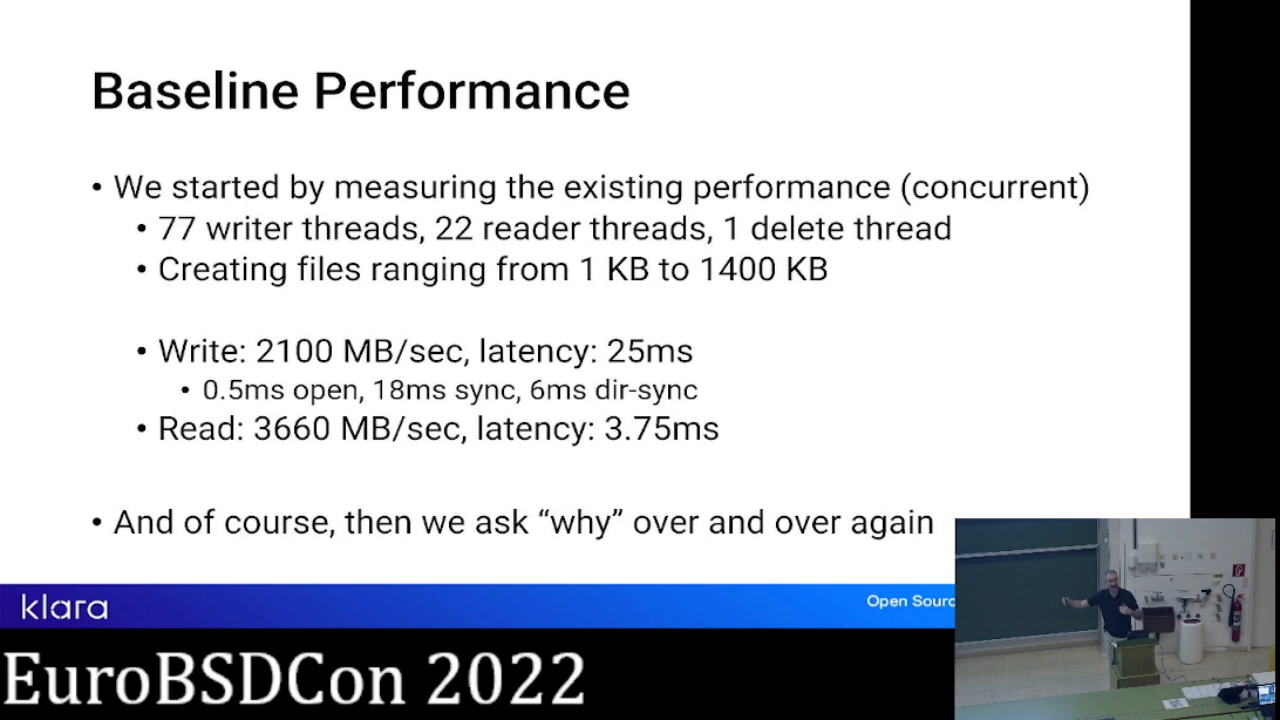 Baseline Performance
• We started by measuring the existing performance (concurrent)
• 77 writer threads, 22 reader threads, 1 delete thread
• Creating files ranging from 1 KB to 1400 KB
• Write: 2100 MB/sec, latency: 25ms
• 0.5ms open, 18ms sync, 6ms dir-sync
• Read: 3660 MB/sec, latency: 3.75ms
• And of course, then we ask “why” over and over again
klara
Open Sourc
EuroBSDCon 2022